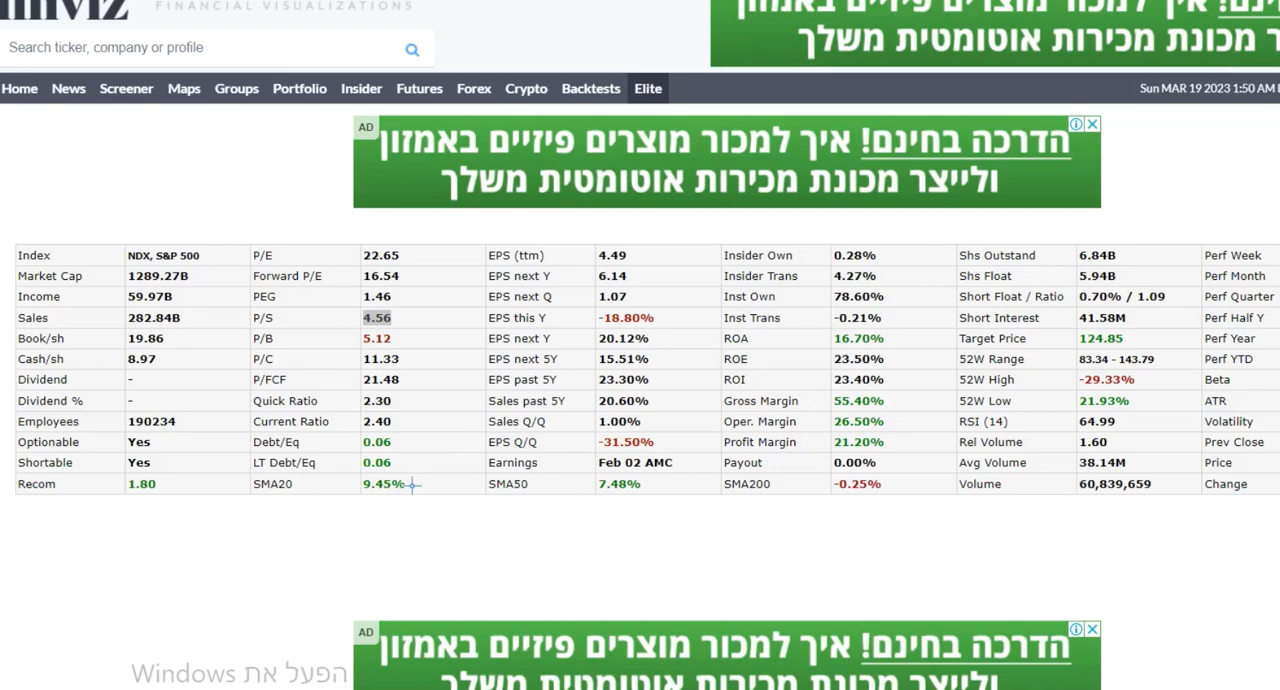 finviz FINANCIAL VISUALIZATIONS
Search ticker, company or profile
הדרכה בחינם! איך למכור מוצרים פיזיים באמזון
מכונת מכירות אוטומטית משלך
Home News Screener Maps Groups Portfolio Insider Futures Forex Crypto Backtests Elite Sun MAR 19 2023 1:50 AM
AD
הדרכה בחינם! איך למכור מוצרים פיזיים באמזון
ולייצר מכונת מכירות אוטומטית משלך
Index NDX, S&P 500 P/E 22.65 EPS (ttm) 4.49 Insider Own 0.28% Shs Outstand 6.84B Perf Week
Market Cap 1289.27B Forward P/E 16.54 EPS next Y 6.14 Insider Trans 4.27% Shs Float 5.94B Perf Month
Income 59.97B PEG 1.46 EPS next Q 1.07 Inst Own 78.60% Short Float / Ratio 0.70% / 1.09 Perf Quarter
Sales 282.84B P/S 4.56 EPS this Y -18.80% Inst Trans -0.21% Short Interest 41.58M Perf Half Y
Book/sh 19.86 P/B 5.12 EPS next Y 20.12% ROA 16.70% Target Price 124.85 Perf Year
Cash/sh 8.97 P/C 11.33 EPS next 5Y 15.51% ROE 23.50% 52W Range 83.34 - 143.79 Perf YTD
Dividend - P/FCF 21.48 EPS past 5Y 23.30% ROI 23.40% 52W High -29.33% Beta
Dividend % - Quick Ratio 2.30 Sales past 5Y 20.60% Gross Margin 55.40% 52W Low 21.93% ATR
Employees 190234 Current Ratio 2.40 Sales Q/Q 1.00% Oper. Margin 26.50% RSI (14) 64.99 Volatility
Optionable Yes Debt/Eq 0.06 EPS Q/Q -31.50% Profit Margin 21.20% Rel Volume 1.60 Prev Close
Shortable Yes LT Debt/Eq 0.06 Earnings Feb 02 AMC Payout 0.00% Avg Volume 38.14M Price
Recom 1.80 SMA20 9.45% SMA50 7.48% SMA200 -0.25% Volume 60,839,659 Change
AD
הדרכה בחינם! איך למכור מוצרים פיזיים באמזון
ולייצר מכונת מכירות אוטומטית משלך
הפעל את Windows